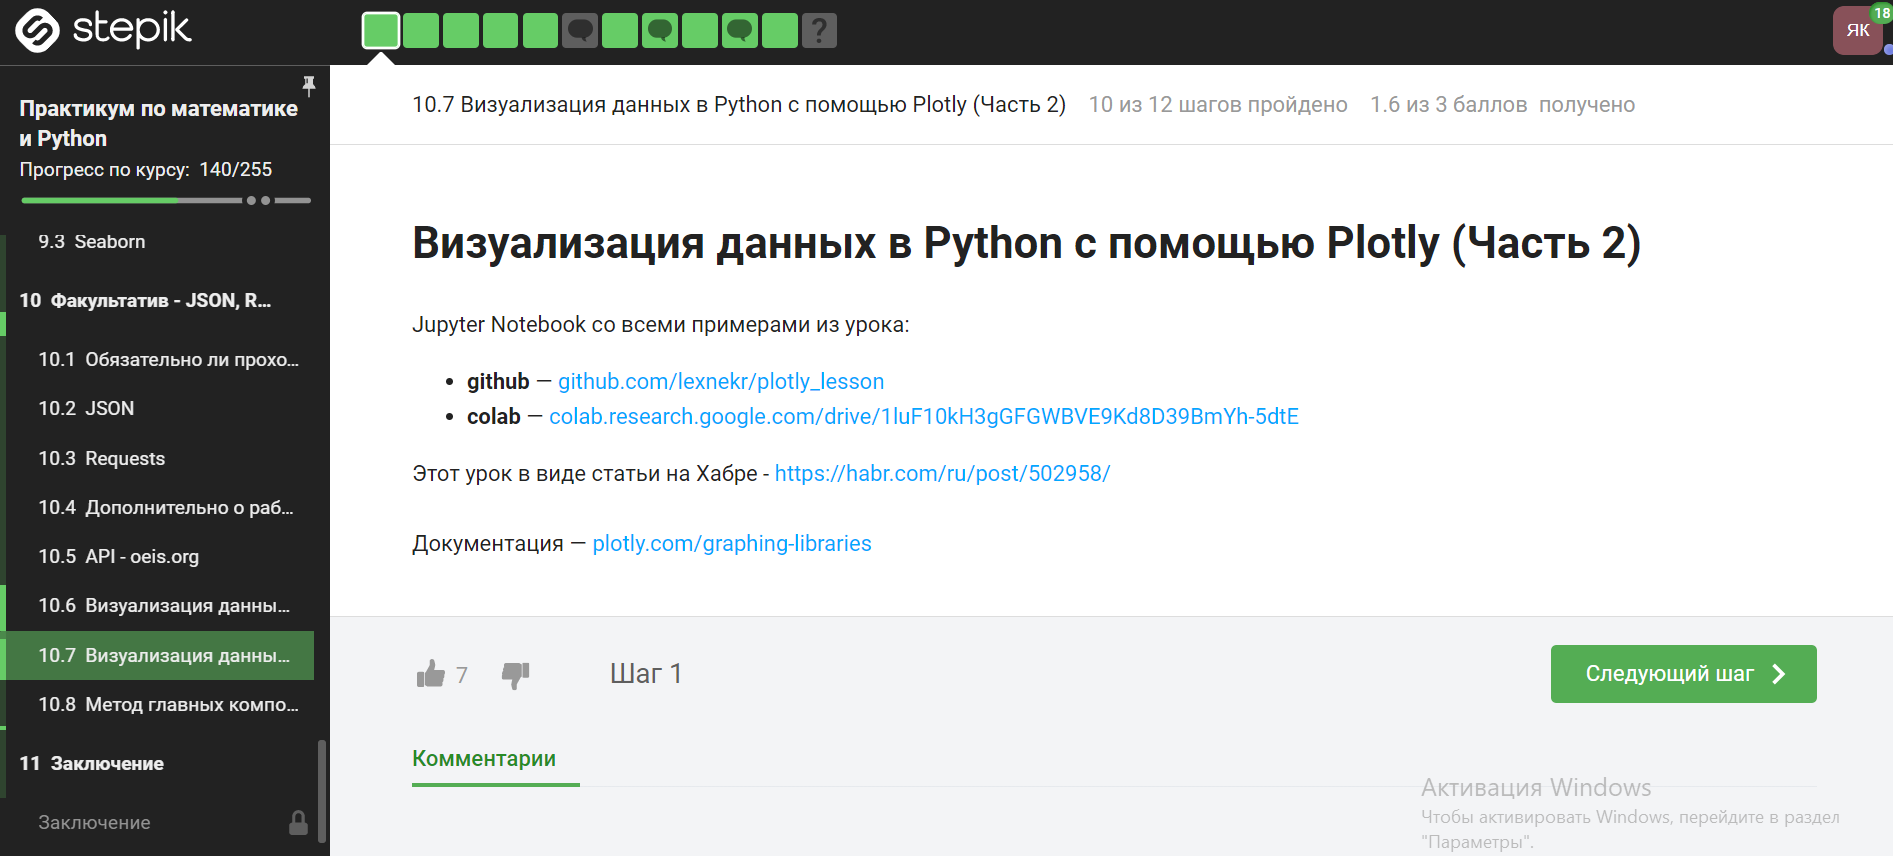 stepik
?
ЯК
18
Практикум по математике
и Python
Прогресс по курсу: 140/255
9.3 Seaborn
10 Факультатив - JSON, R...
10.1 Обязательно ли прохо...
10.2 JSON
10.3 Requests
10.4 Дополнительно о раб...
10.5 API - oeis.org
10.6 Визуализация данны...
10.7 Визуализация данны...
10.8 Метод главных компо...
11 Заключение
Заключение
10.7 Визуализация данных в Python с помощью Plotly (Часть 2) 10 из 12 шагов пройдено 1.6 из 3 баллов получено
Визуализация данных в Python с помощью Plotly (Часть 2)
Jupyter Notebook со всеми примерами из урока:
• github — github.com/lexnekr/plotly_lesson
• colab — colab.research.google.com/drive/1luF10kH3gGFGWBVE9Kd8D39BmYh-5dtE
Этот урок в виде статьи на Хабре - https://habr.com/ru/post/502958/
Документация — plotly.com/graphing-libraries
7
Шаг 1
Следующий шаг
Комментарии
Активация Windows
Чтобы активировать Windows, перейдите в раздел
"Параметры".